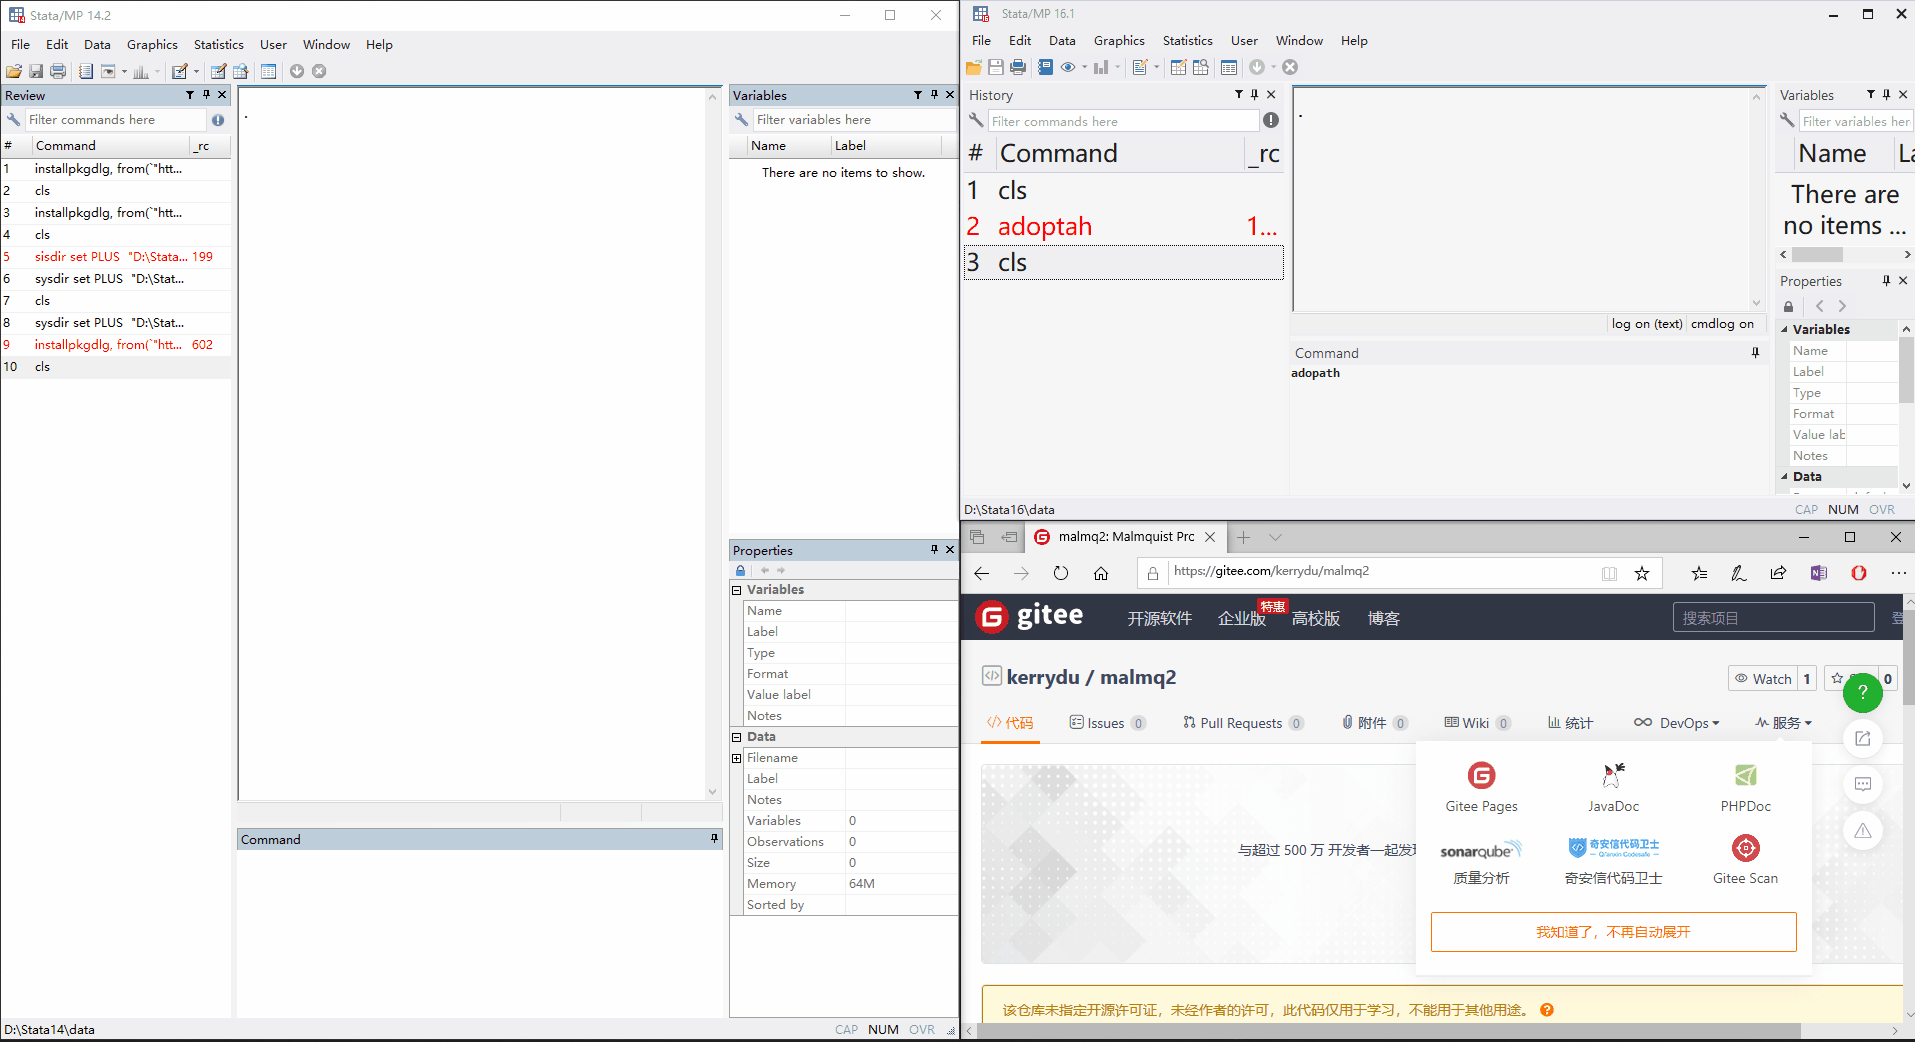 Stata/MP 14.2
File Edit Data Graphics Statistics User Window Help
Review
Filter commands here
# Command _rc
1 installpkgdlg, from(`"htt...
2 cls
3 installpkgdlg, from(`"htt...
4 cls
5 sisdir set PLUS "D:\Stata... 199
6 sysdir set PLUS "D:\Stat...
7 cls
8 sysdir set PLUS "D:\Stat...
9 installpkgdlg, from(`"htt... 602
10 cls
.
Command
Variables
Filter variables here
Name Label
There are no items to show.
Properties
Variables
Name
Label
Type
Format
Value label
Notes
Data
Filename
Label
Notes
Variables 0
Observations 0
Size 0
Memory 64M
Sorted by
D:\Stata14\data
CAP NUM OVR
Stata/MP 16.1
File Edit Data Graphics Statistics User Window Help
History
Filter commands here
# Command _rc
1 cls
2 adoptah 1...
3 cls
.
log on (text) cmdlog on
Command
adopath
Variables
Filter variables her
Name La
There are
no items ...
Properties
Variables
Name
Label
Type
Format
Value lab
Notes
Data
D:\Stata16\data
CAP NUM OVR
malmq2: Malmquist Prc
https://gitee.com/kerrydu/malmq2
gitee
开源软件 企业版 特惠 高校版 博客
搜索项目
登
kerrydu / malmq2
Watch 1
0
代码 Issues 0 Pull Requests 0 附件 0 Wiki 0 统计 DevOps 服务
?
Gitee Pages JavaDoc PHPDoc
sonarqube 奇安信代码卫士
Qi'anxin Codesafe
质量分析 奇安信代码卫士 Gitee Scan
我知道了，不再自动展开
与超过 500 万 开发者一起发现
该仓库未指定开源许可证，未经作者的许可，此代码仅用于学习，不能用于其他用途。